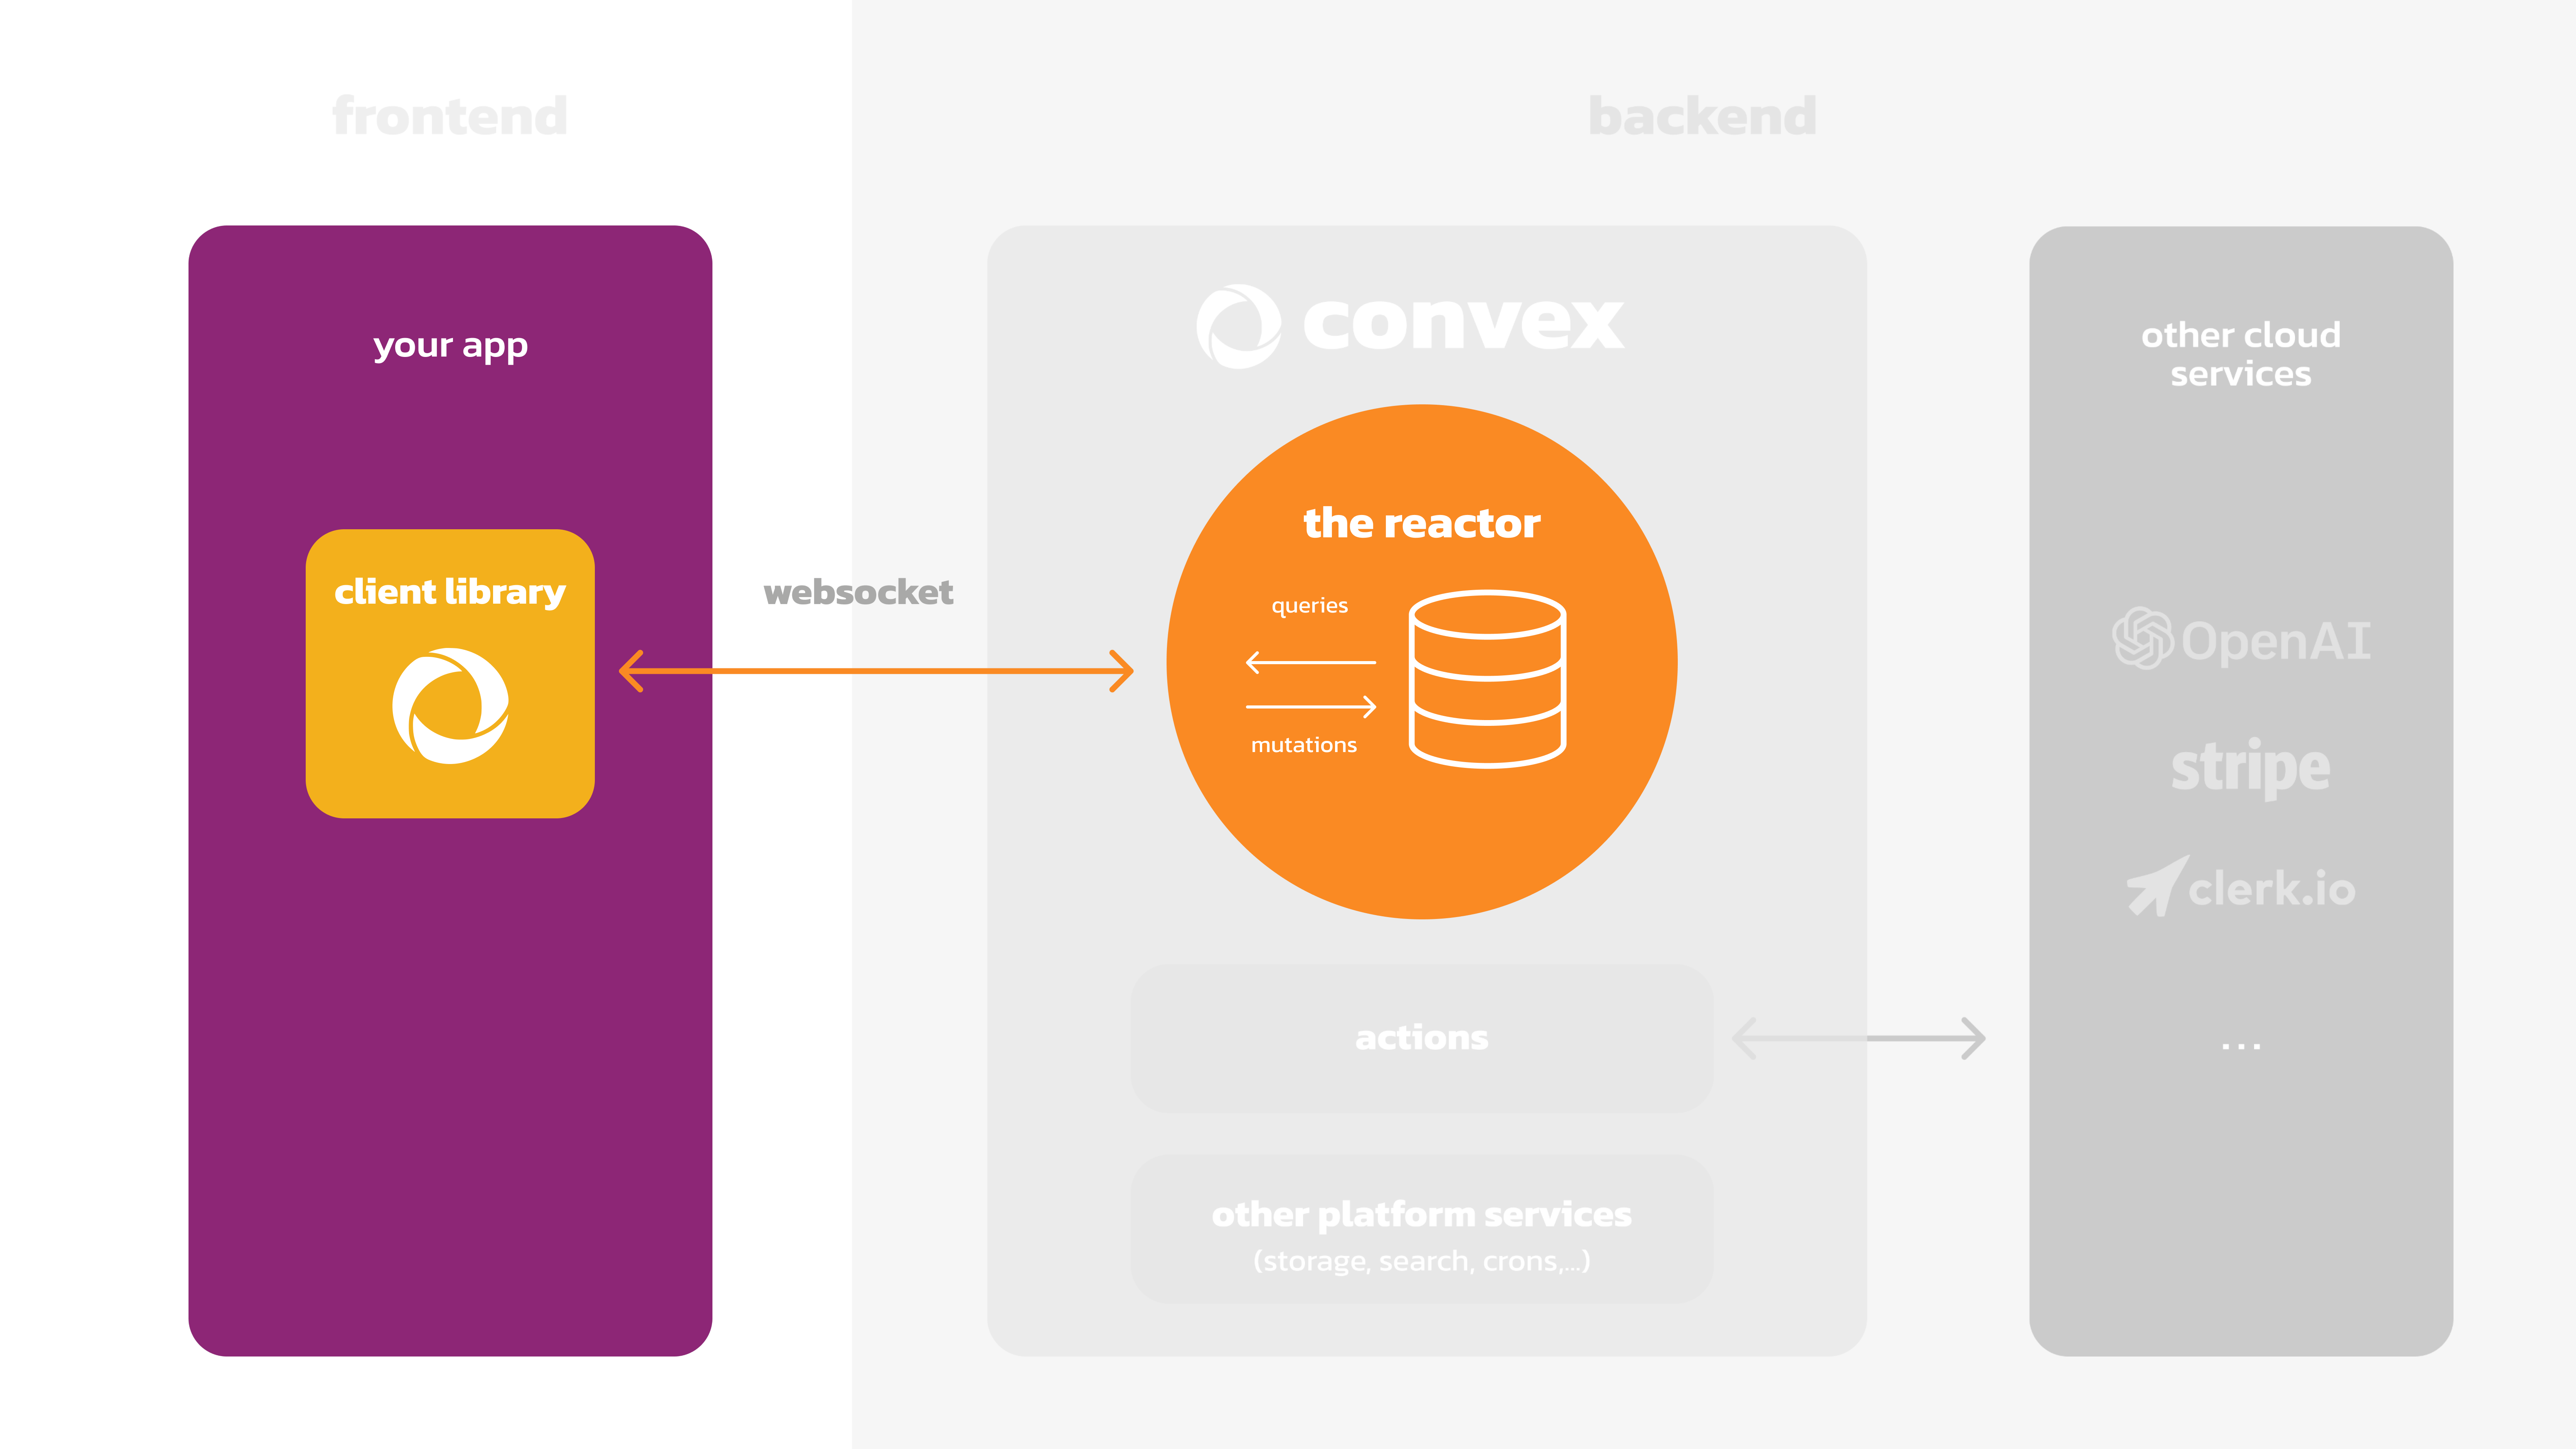 frontend
backend
your app
client library
websocket
convex
the reactor
queries
mutations
actions
other platform services
(storage, search, crons,...)
other cloud
services
OpenAI
stripe
clerk.io
...